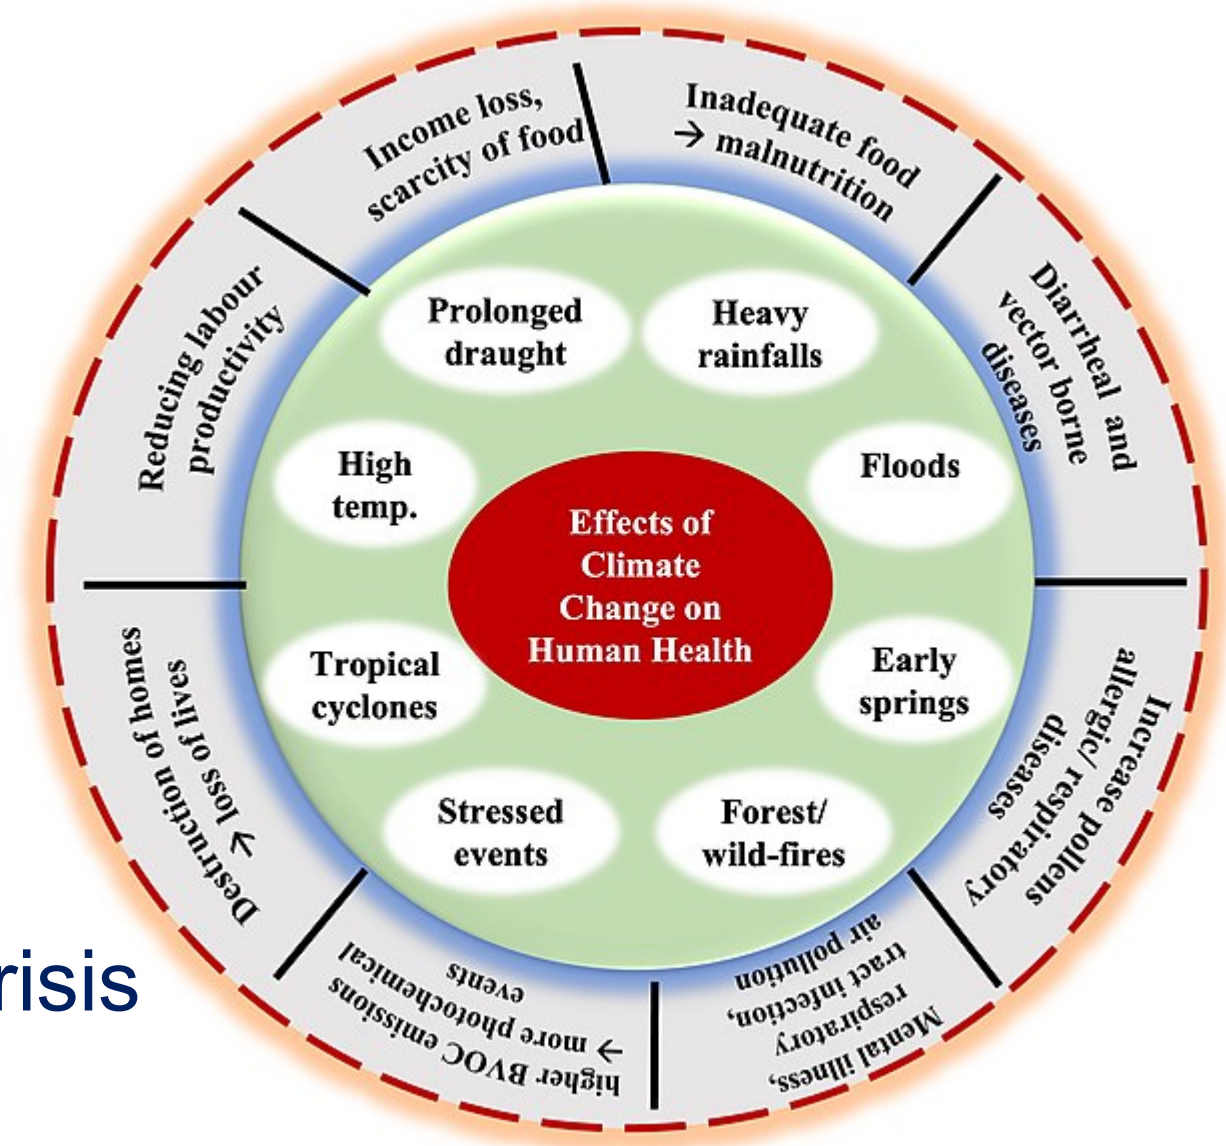 Effects of
Climate
Change on
Human Health
Prolonged
draught
Heavy
rainfalls
Floods
Early
springs
Forest/
wild-fires
Stressed
events
Tropical
cyclones
High
temp.
Income loss,
scarcity of food
Inadequate food
→ malnutrition
Diarrheal and
vector borne
diseases
Increase pollens
allergic/ respiratory
diseases
Mental illness,
respiratory
tract infection,
air pollution
higher BVOC emissions
→ more photochemical
events
Destruction of homes
→ loss of lives
Reducing labour
productivity
risis